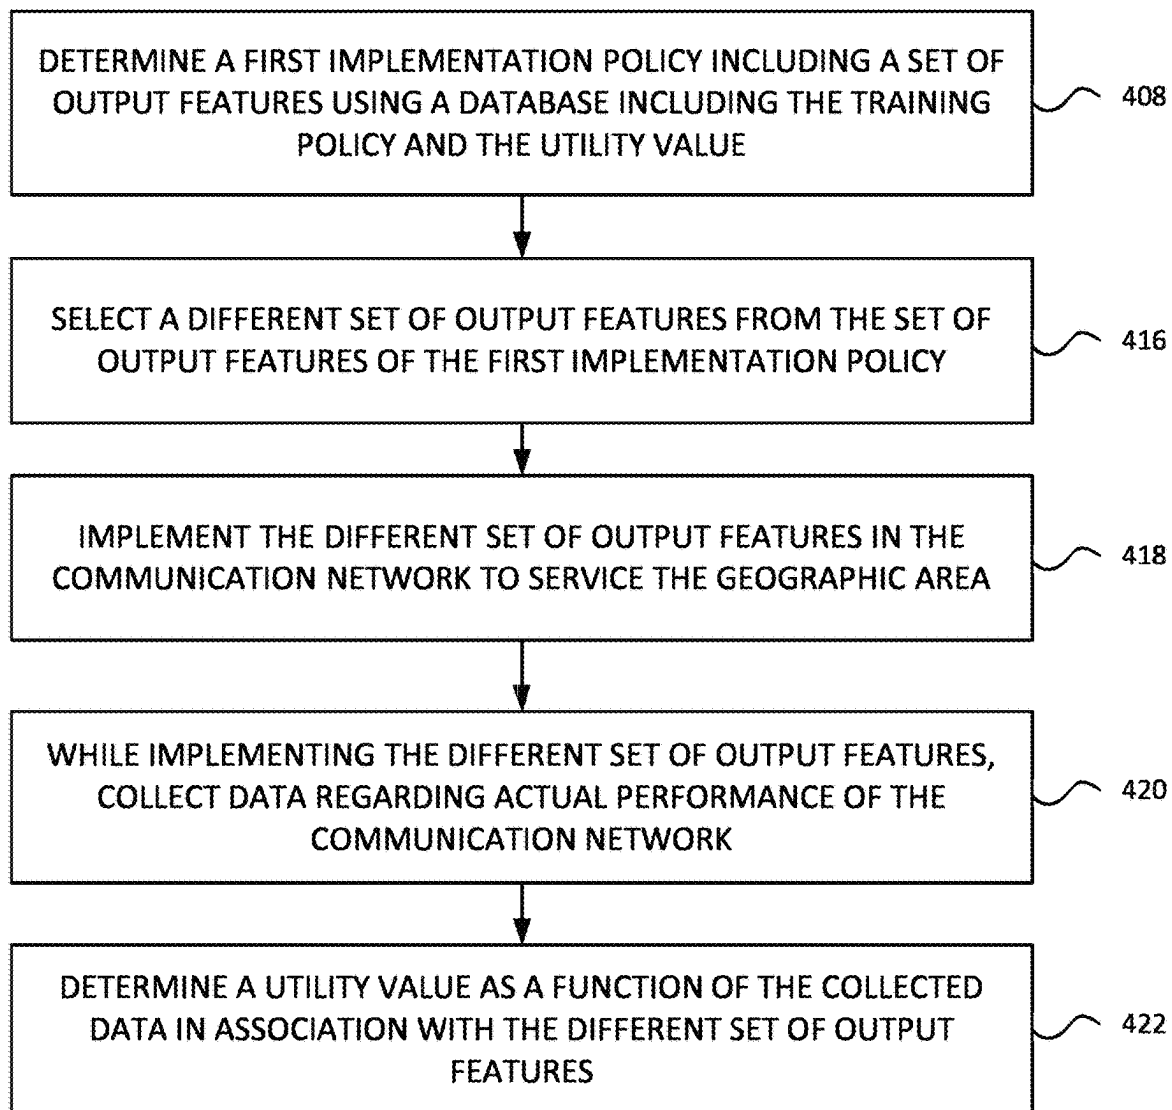 DETERMINE A FIRST IMPLEMENTATION POLICY INCLUDING A SET OF
OUTPUT FEATURES USING A DATABASE INCLUDING THE TRAINING
POLICY AND THE UTILITY VALUE
408
SELECT A DIFFERENT SET OF OUTPUT FEATURES FROM THE SET OF
OUTPUT FEATURES OF THE FIRST IMPLEMENTATION POLICY
416
IMPLEMENT THE DIFFERENT SET OF OUTPUT FEATURES IN THE
COMMUNICATION NETWORK TO SERVICE THE GEOGRAPHIC AREA
418
WHILE IMPLEMENTING THE DIFFERENT SET OF OUTPUT FEATURES,
COLLECT DATA REGARDING ACTUAL PERFORMANCE OF THE
COMMUNICATION NETWORK
420
DETERMINE A UTILITY VALUE AS A FUNCTION OF THE COLLECTED
DATA IN ASSOCIATION WITH THE DIFFERENT SET OF OUTPUT
FEATURES
422